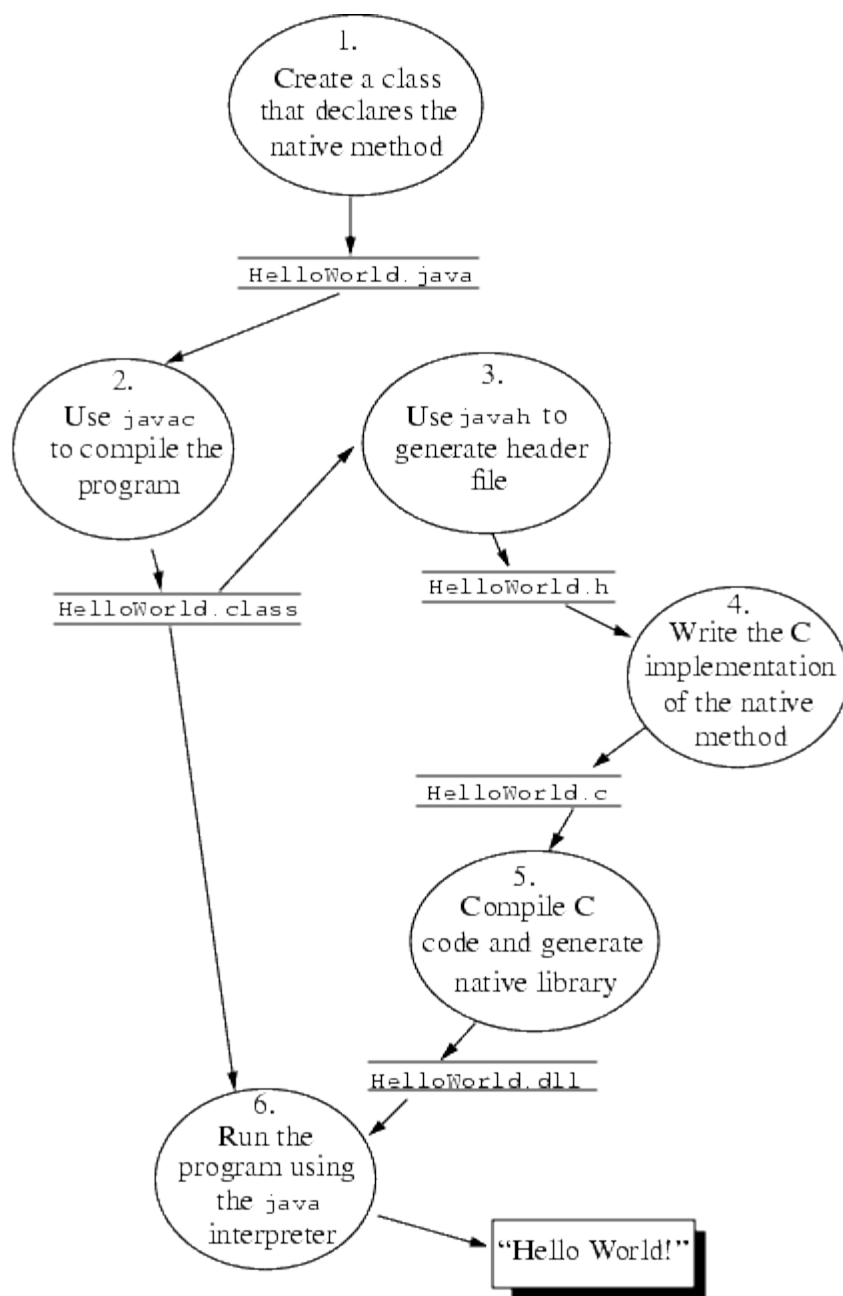 1.
Create a class
that declares the
native method
HelloWorld.java
2.
Use javac
to compile the
program
3.
Use javah to
generate header
file
HelloWorld.class
HelloWorld.h
4.
Write the C
implementation
of the native
method
HelloWorld.c
5.
Compile C
code and generate
native library
HelloWorld.dll
6.
Run the
program using
the java
interpreter
“Hello World!”